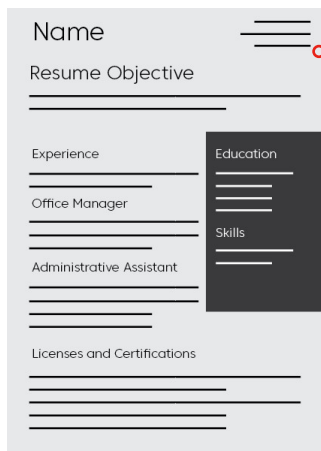 Name
Resume Objective
Experience
Office Manager
Administrative Assistant
Education
Skills
Licenses and Certifications